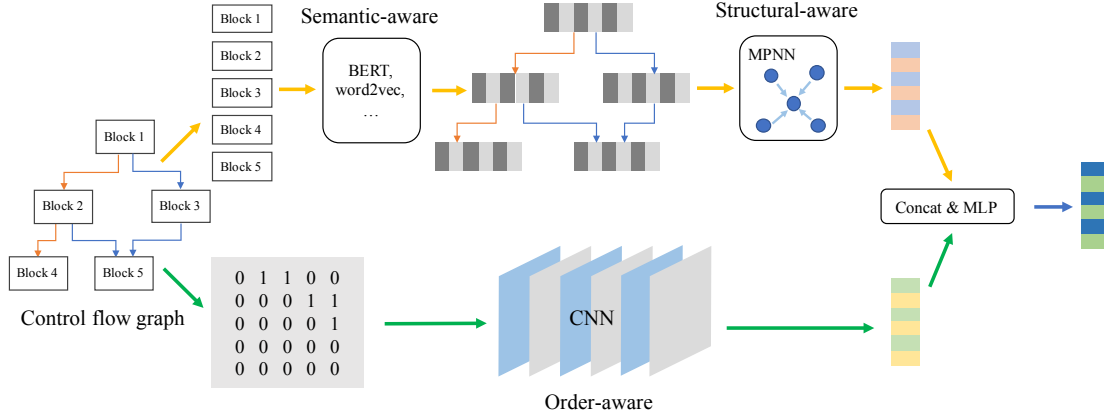 Semantic-aware
Structural-aware
Block 1
Block 2
Block 3
Block 4
Block 5
BERT,
word2vec,
…
MPNN
Block 1
Block 2
Block 3
Block 4
Block 5
Control flow graph
Concat & MLP
0 1 1 0 0
0 0 0 1 1
0 0 0 0 1
0 0 0 0 0
0 0 0 0 0
CNN
Order-aware